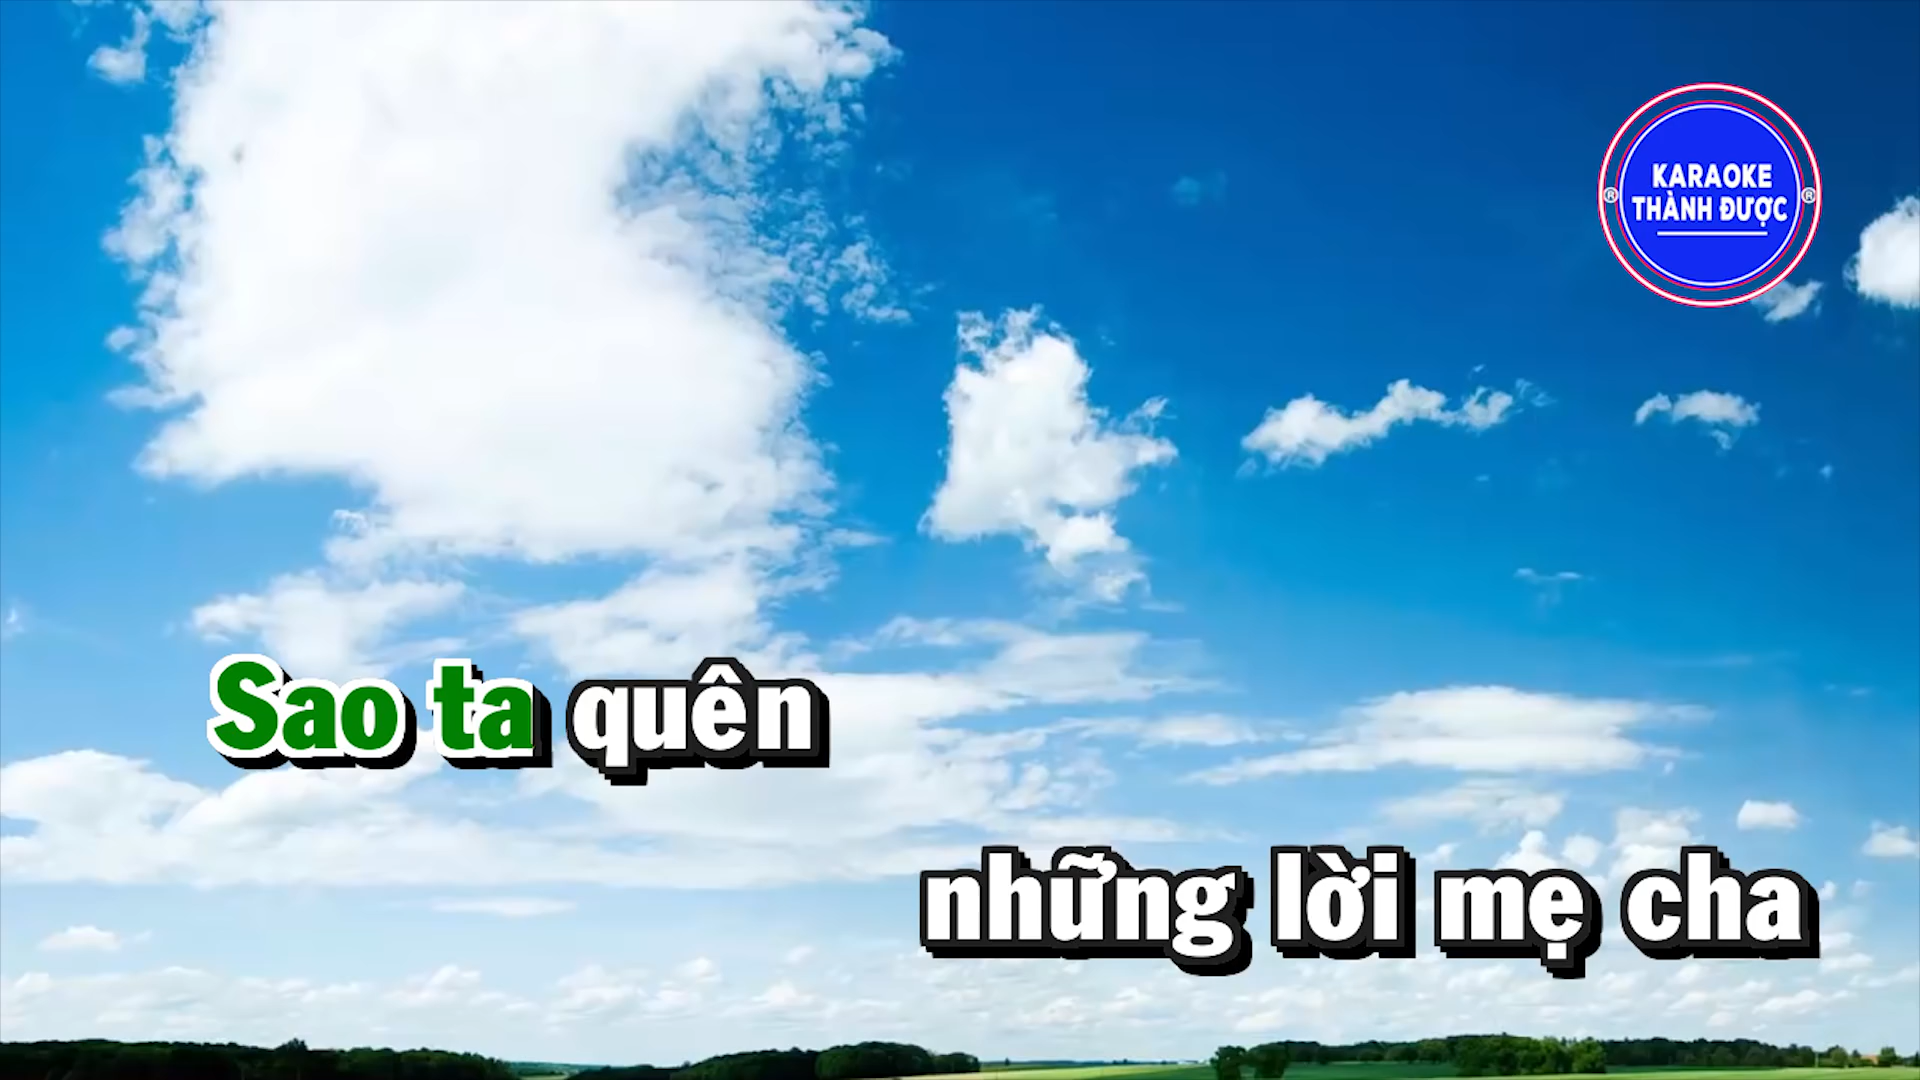 KARAOKE
THÀNH ĐƯỢC
® ®
Sao ta quên
những lời mẹ cha